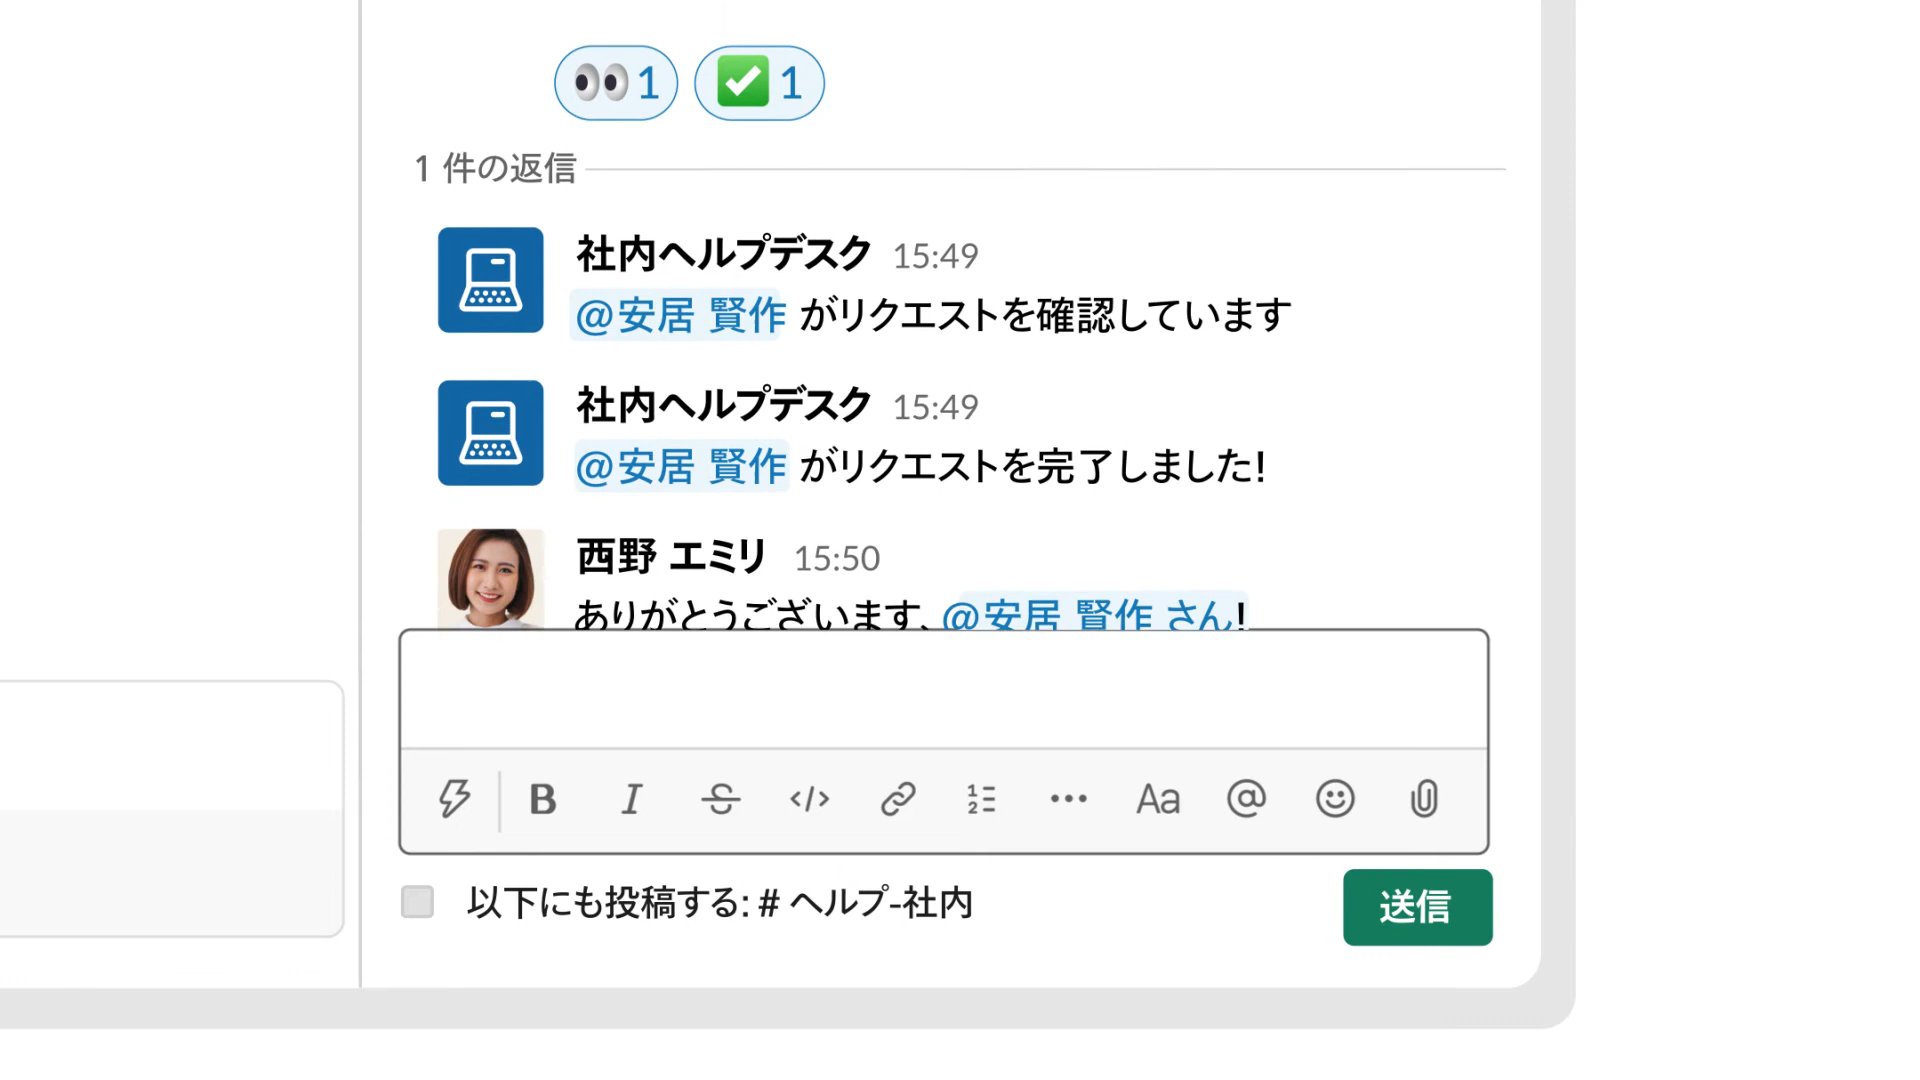 1
1
1 件の返信
社内ヘルプデスク 15:49
@安居 賢作 がリクエストを確認しています
社内ヘルプデスク 15:49
@安居 賢作 がリクエストを完了しました!
西野 エミリ 15:50
ありがとうございます、@安居 賢作 さん!
B I S </> Aa @
以下にも投稿する: # ヘルプ-社内
送信